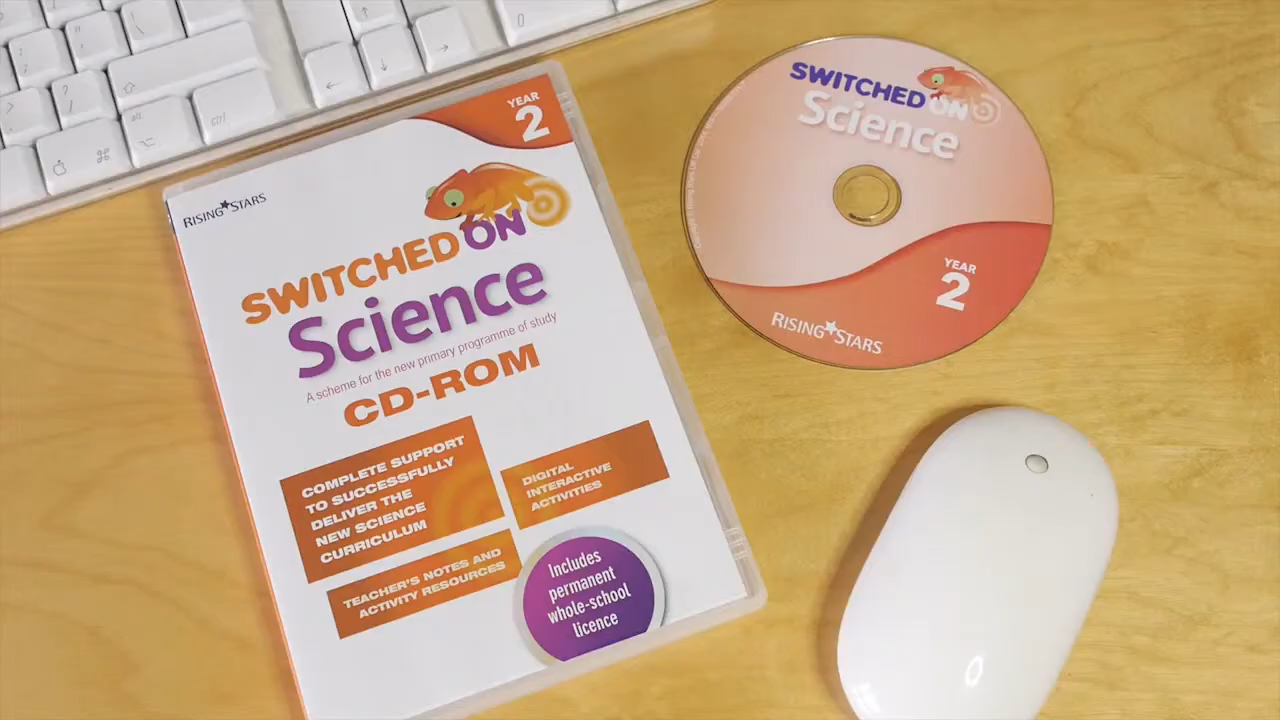 YEAR
2
RISING STARS
SWITCHED ON
Science
A scheme for the new primary programme of study
CD-ROM
COMPLETE SUPPORT
TO SUCCESSFULLY
DELIVER THE
NEW SCIENCE
CURRICULUM
DIGITAL
INTERACTIVE
ACTIVITIES
TEACHER'S NOTES AND
ACTIVITY RESOURCES
Includes
permanent
whole-school
licence
SWITCHED ON
Science
YEAR
2
RISING STARS
ctrl